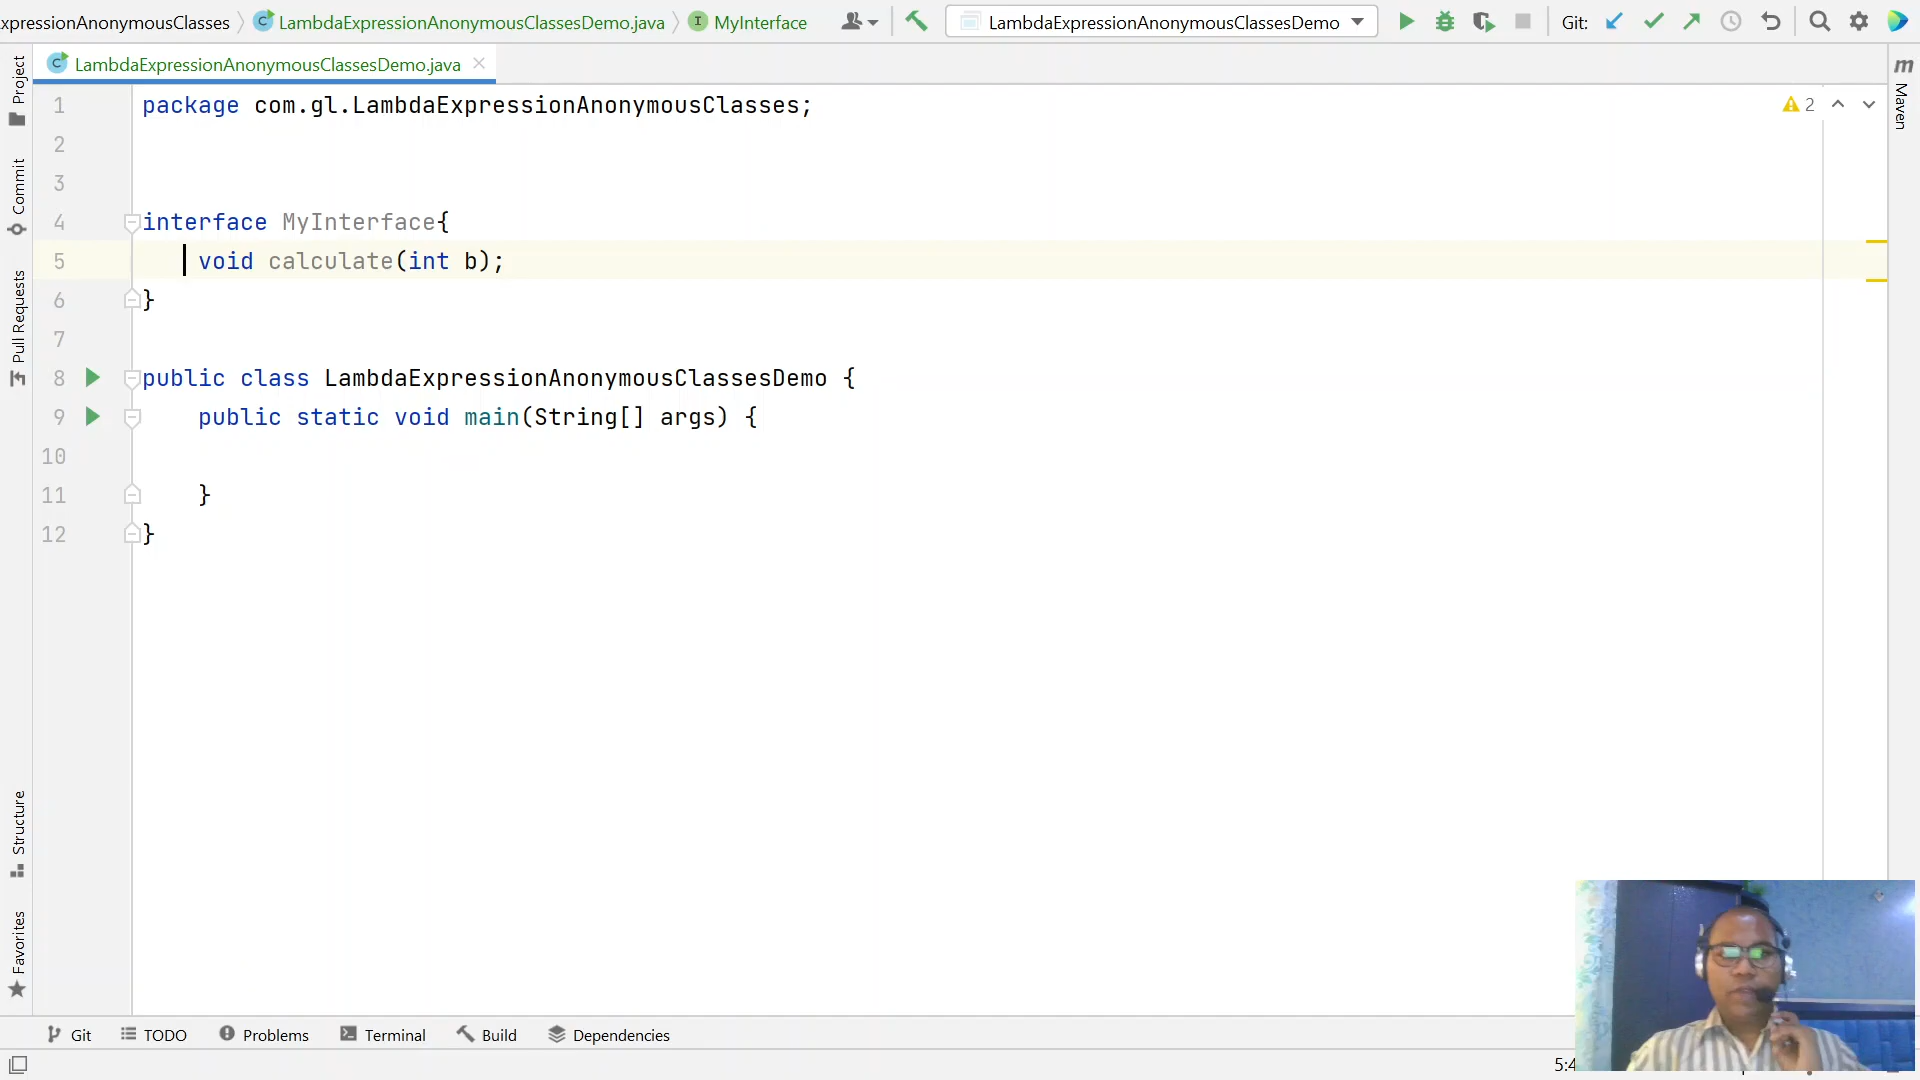 xpressionAnonymousClasses LambdaExpressionAnonymousClassesDemo.java MyInterface LambdaExpressionAnonymousClassesDemo Git:
LambdaExpressionAnonymousClassesDemo.java
1 package com.gl.LambdaExpressionAnonymousClasses; 2
2
3
4 interface MyInterface{
5 void calculate(int b);
6 }
7
8 public class LambdaExpressionAnonymousClassesDemo {
9 public static void main(String[] args) {
10
11 }
12 }
Project
Commit
Pull Requests
Structure
Favorites
m
Maven
Git TODO Problems Terminal Build Dependencies
5:4